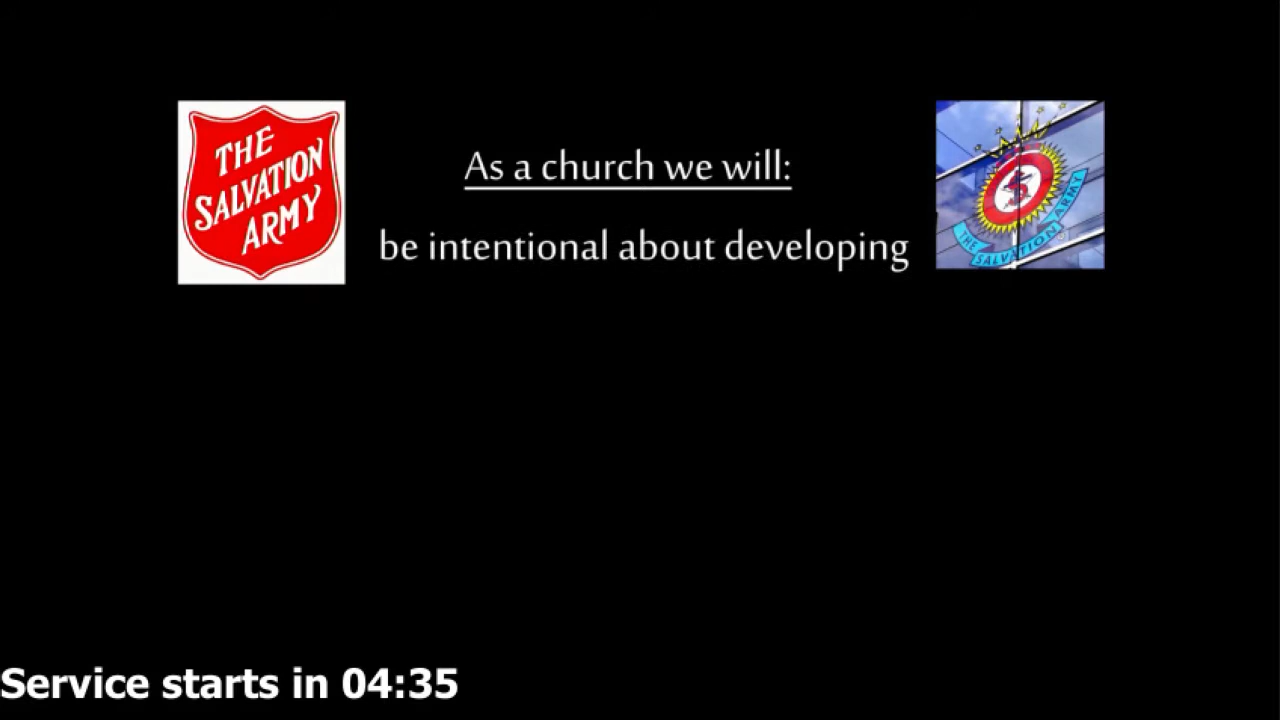 THE
SALVATION
ARMY
As a church we will:
be intentional about developing
THE
SALVATION
ARMY
Service starts in 04:35